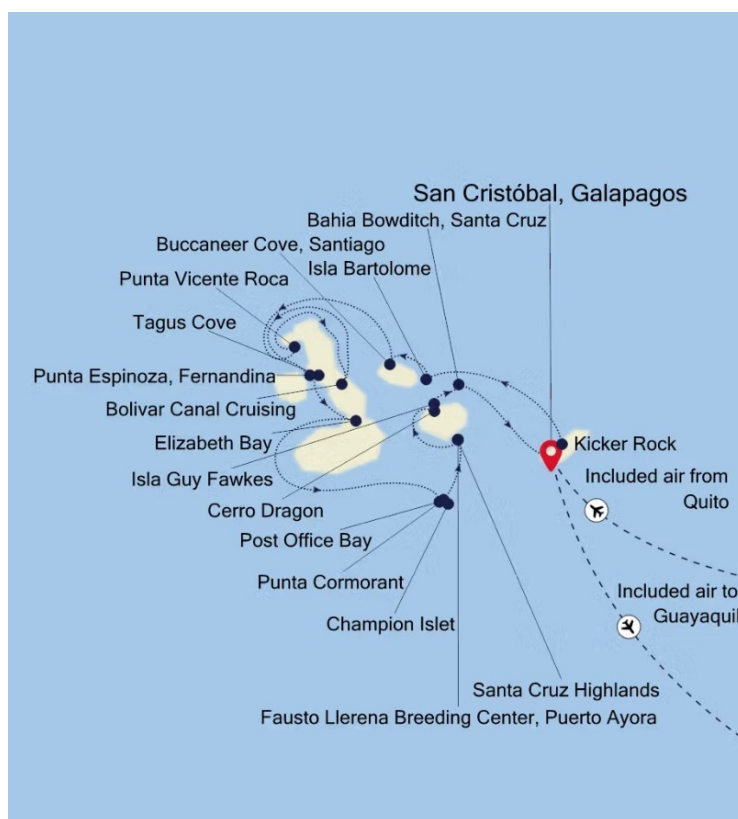 San Cristóbal, Galapagos
Bahia Bowditch, Santa Cruz
Buccaneer Cove, Santiago
Isla Bartolome
Punta Vicente Roca
Tagus Cove
Punta Espinoza, Fernandina
Bolivar Canal Cruising
Elizabeth Bay
Kicker Rock
Isla Guy Fawkes
Included air from
Quito
Cerro Dragon
Post Office Bay
Punta Cormorant
Included air to
Guayaquil
Champion Islet
Santa Cruz Highlands
Fausto Llerena Breeding Center, Puerto Ayora